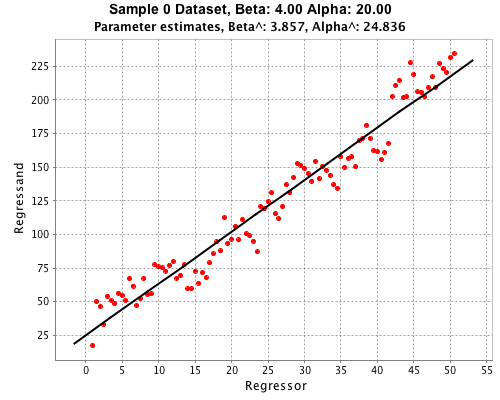 Sample 0 Dataset, Beta: 4.00 Alpha: 20.00
Parameter estimates, Beta^: 3.857, Alpha^: 24.836
225
200
175
150
125
100
75
50
25
Regressand
0 5 10 15 20 25 30 35 40 45 50 55
Regressor